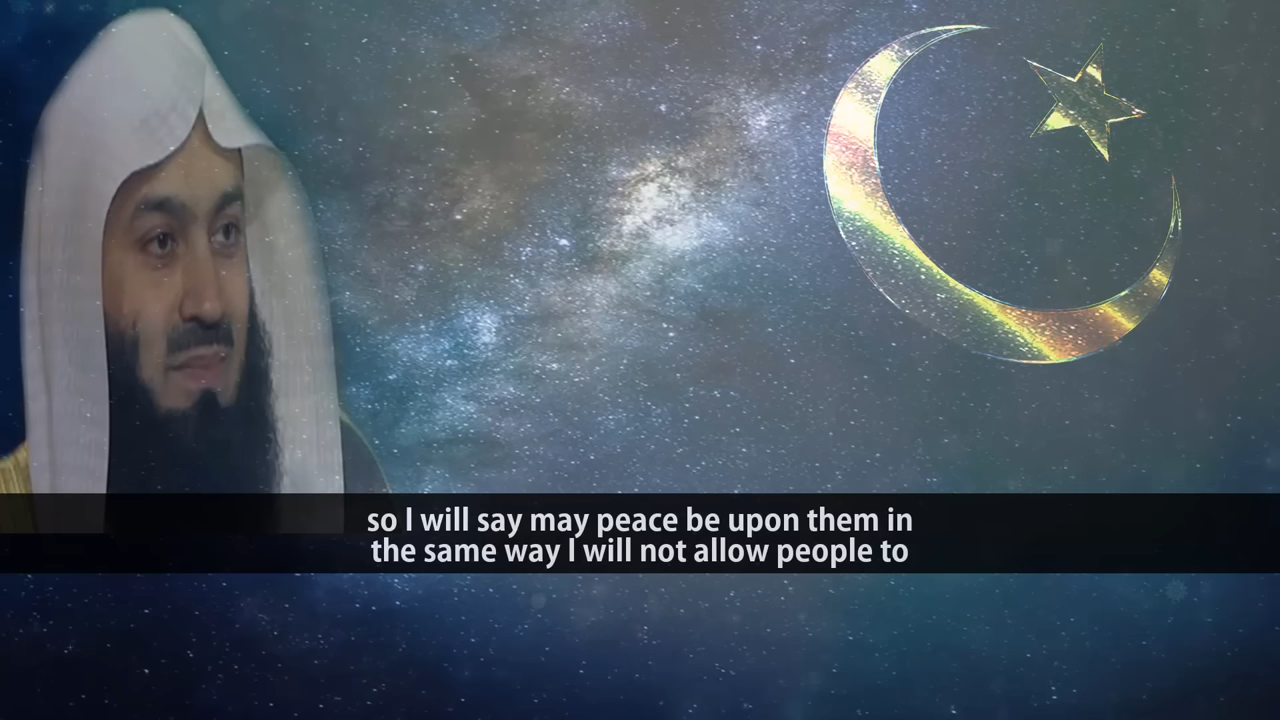 so I will say may peace be upon them in
the same way I will not allow people to